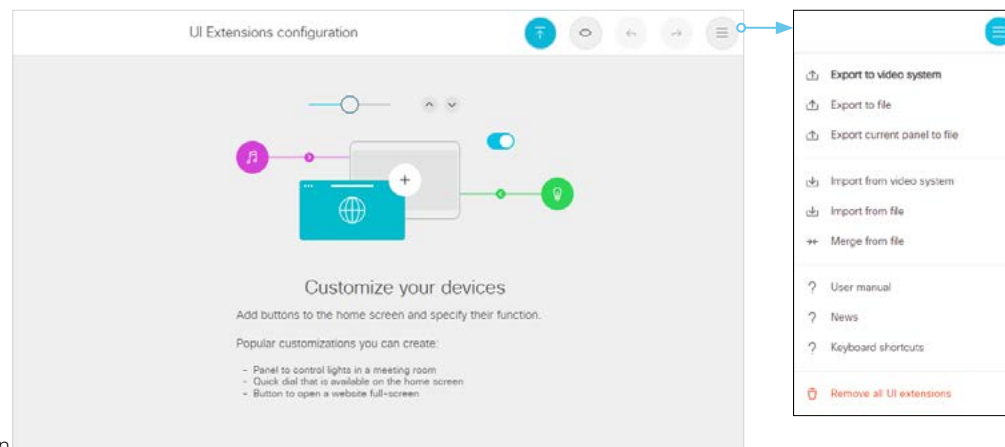 UI Extensions configuration
Export to video system
Export to file
Export current panel to file
Import from video system
Import from file
Merge from file
User manual
News
Keyboard shortcuts
Remove all UI extensions
Customize your devices
Add buttons to the home screen and specify their function.
Popular customizations you can create:
- Panel to control lights in a meeting room
- Quick dial that is available on the home screen
- Button to open a website full-screen
n